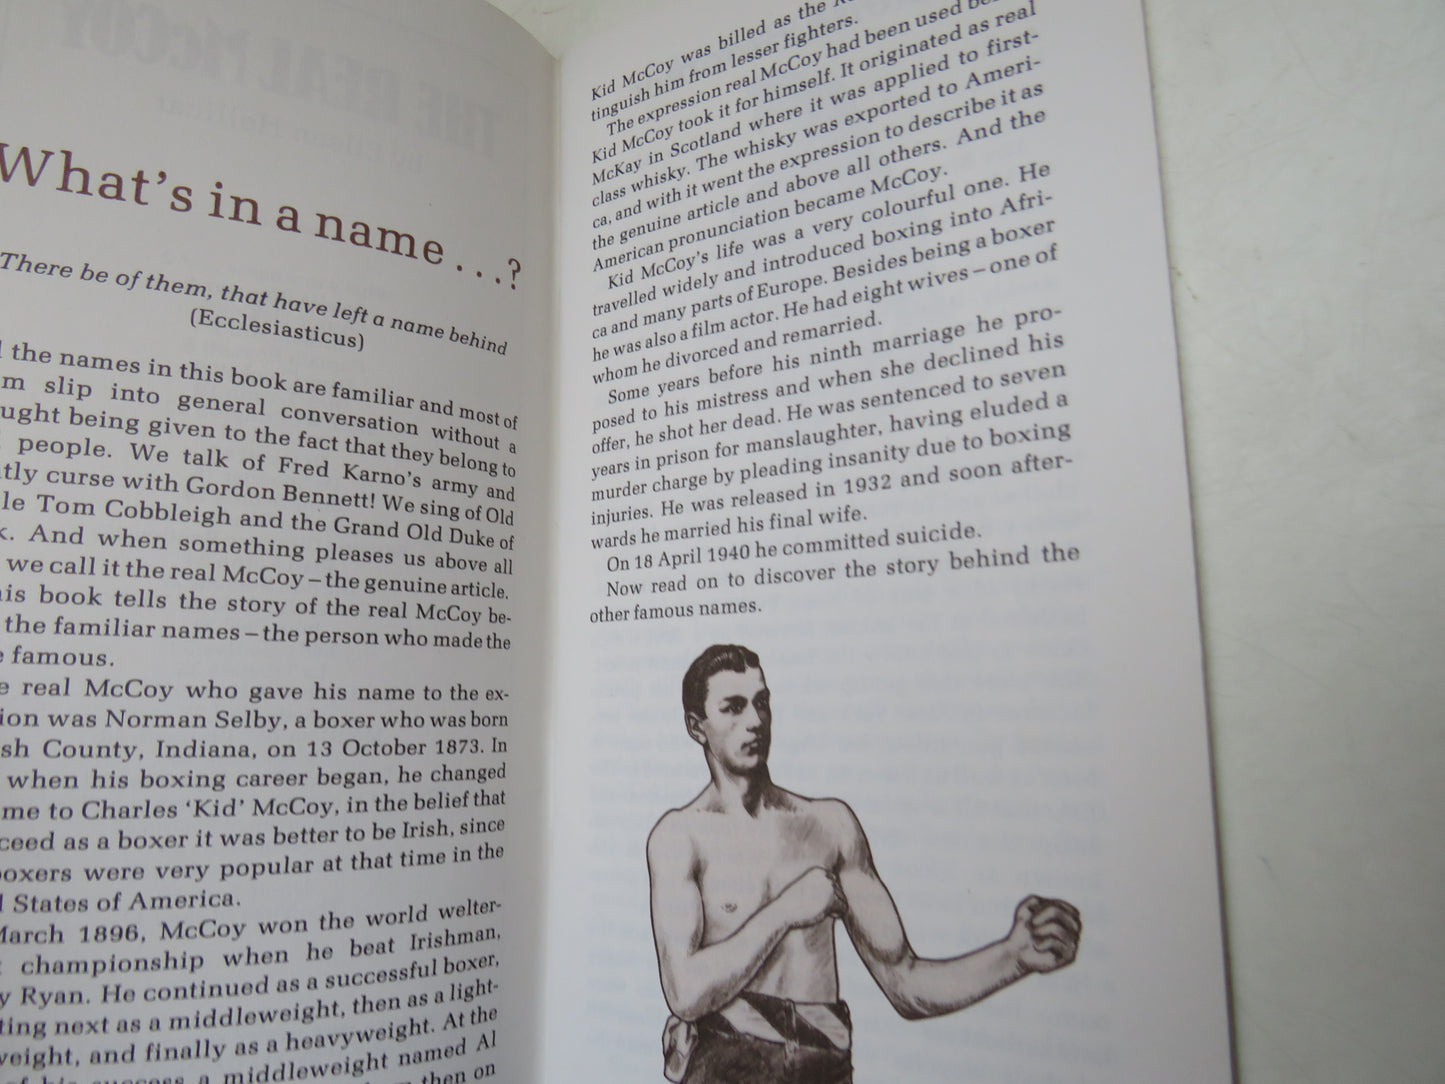 What's in a name . . . ?
There be of them, that have left a name behind
(Ecclesiasticus)
the names in this book are familiar and most of
slip into general conversation without a
being given to the fact that they belong to
people. We talk of Fred Karno's army and
curse with Gordon Bennett! We sing of Old
Tom Cobbleigh and the Grand Old Duke of
And when something pleases us above all
we call it the real McCoy – the genuine article.
book tells the story of the real McCoy be-
the familiar names – the person who made the
famous.
real McCoy who gave his name to the ex-
was Norman Selby, a boxer who was born
County, Indiana, on 13 October 1873. In
when his boxing career began, he changed
me to Charles 'Kid' McCoy, in the belief that
ceed as a boxer it was better to be Irish, since
oxers were very popular at that time in the
States of America.
March 1896, McCoy won the world welter-
championship when he beat Irishman,
y Ryan. He continued as a successful boxer,
ting next as a middleweight, then as a light-
weight, and finally as a heavyweight. At the
of his success a middleweight named Al
then on
Kid McCoy was billed as the
tinguish him from lesser fighters.
The expression real McCoy had been used
Kid McCoy took it for himself. It originated as real
McKay in Scotland where it was applied to first-
class whisky. The whisky was exported to Ameri-
ca, and with it went the expression to describe it as
the genuine article and above all others. And the
American pronunciation became McCoy.
Kid McCoy's life was a very colourful one. He
travelled widely and introduced boxing into Afri-
ca and many parts of Europe. Besides being a boxer
he was also a film actor. He had eight wives – one of
whom he divorced and remarried.
Some years before his ninth marriage he pro-
posed to his mistress and when she declined his
offer, he shot her dead. He was sentenced to seven
years in prison for manslaughter, having eluded a
murder charge by pleading insanity due to boxing
injuries. He was released in 1932 and soon after-
wards he married his final wife.
On 18 April 1940 he committed suicide.
Now read on to discover the story behind the
other famous names.